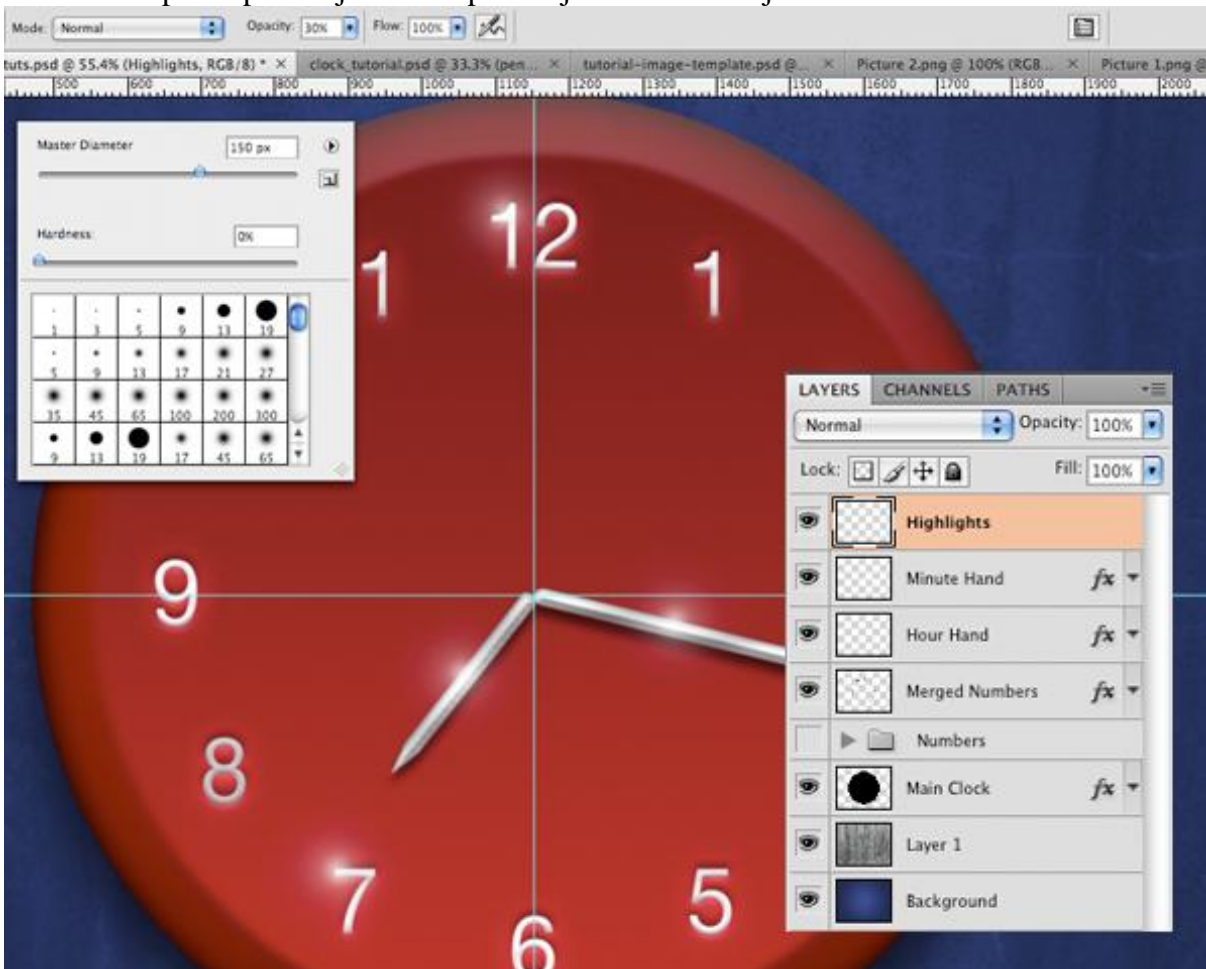 Mode: Normal Opacity: 30% Flow: 100%
tuts.psd @ 55.4% (Highlights, RGB/8) * × clock_tutorial.psd @ 33.3% (pen... × tutorial-image-template.psd @... × Picture 2.png @ 100% (RGB... × Picture 1.png @
500 600 700 800 900 1000 1100 1200 1300 1400 1500 1600 1700 1800 1900 2000
Master Diameter 150 px
Hardness: 0%
1 3 5 9 13 19
5 9 13 17 21 27
35 45 65 100 200 300
9 13 19 17 45 65
12
1 1
9
8
7 5
6
LAYERS CHANNELS PATHS
Normal Opacity: 100%
Lock: Fill: 100%
Highlights
Minute Hand fx
Hour Hand fx
Merged Numbers fx
Numbers
Main Clock fx
Layer 1
Background